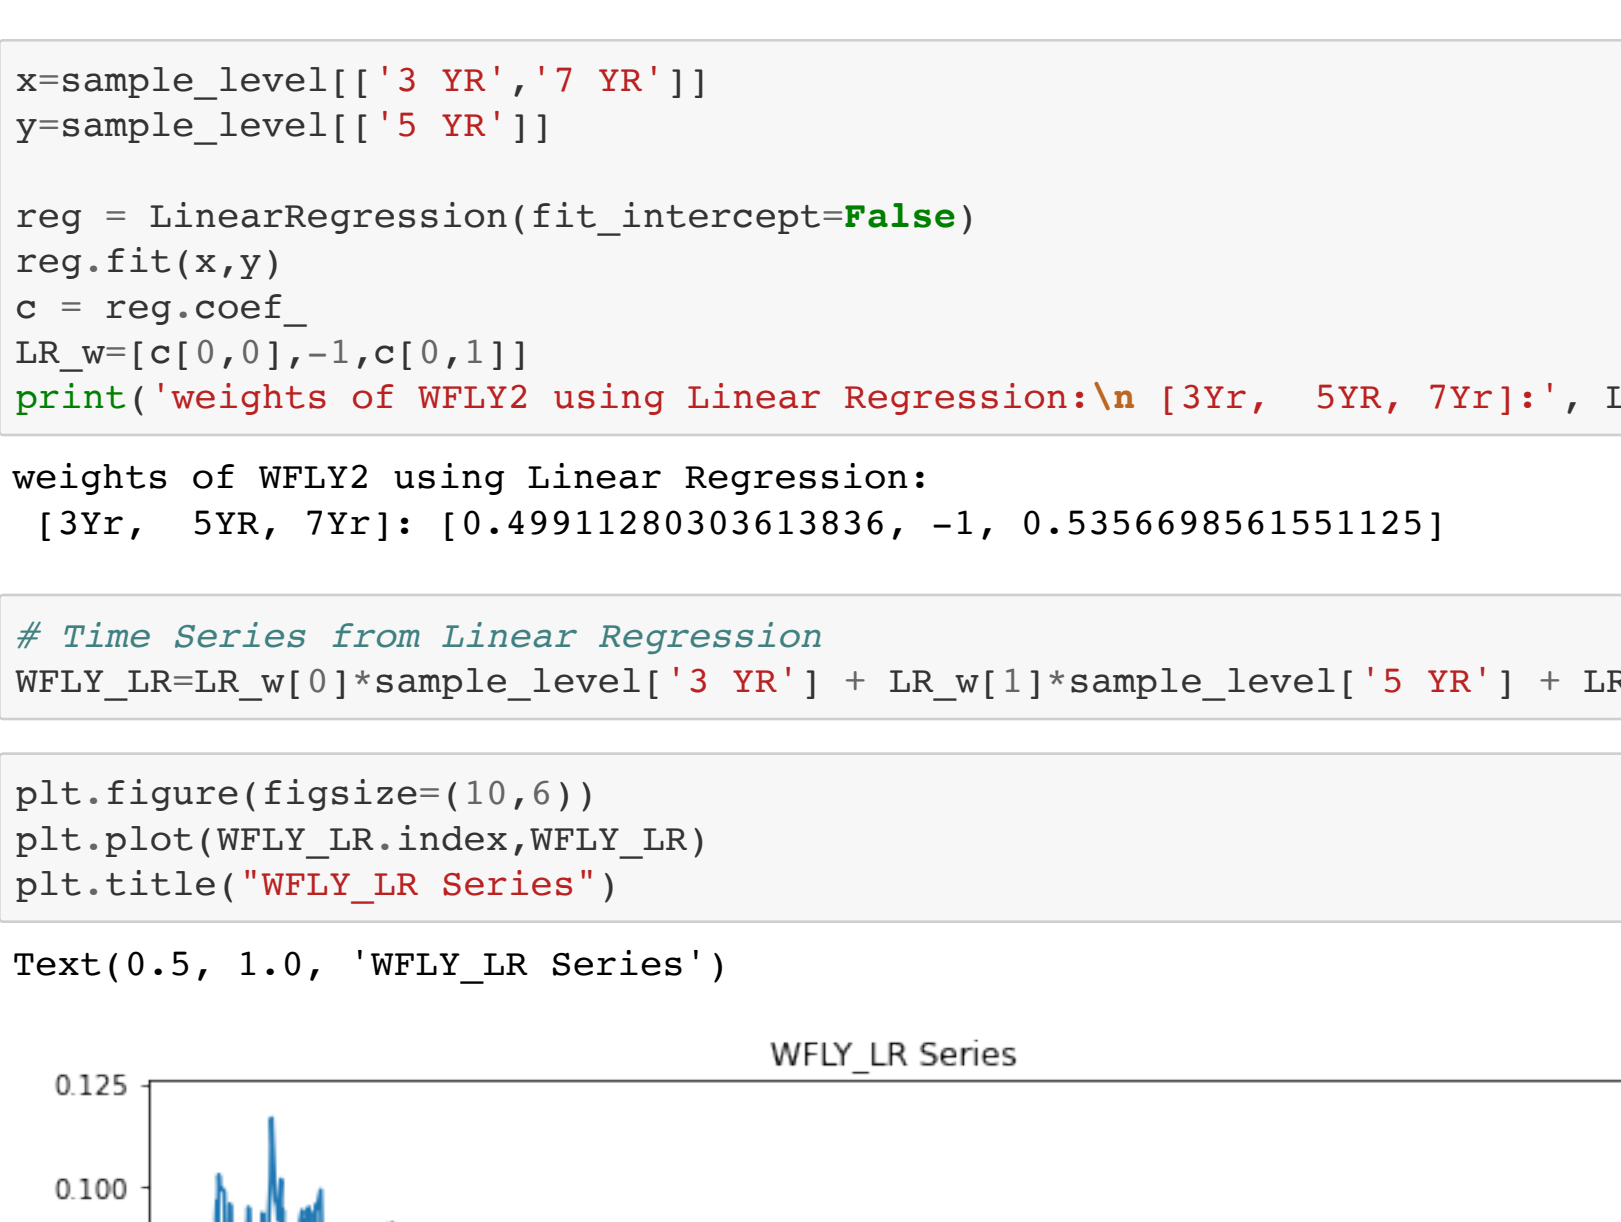 x=sample_level[['3 YR','7 YR']]
y=sample_level[['5 YR']]
reg = LinearRegression(fit_intercept=False)
reg.fit(x,y)
c = reg.coef_
LR_w=[c[0,0],-1,c[0,1]]
print('weights of WFLY2 using Linear Regression:\n [3Yr,  5YR, 7Yr]:', L
weights of WFLY2 using Linear Regression:
 [3Yr,  5YR, 7Yr]: [0.49911280303613836, -1, 0.5356698561551125]
# Time Series from Linear Regression
WFLY_LR=LR_w[0]*sample_level['3 YR'] + LR_w[1]*sample_level['5 YR'] + LR
plt.figure(figsize=(10,6))
plt.plot(WFLY_LR.index,WFLY_LR)
plt.title("WFLY_LR Series")
Text(0.5, 1.0, 'WFLY_LR Series')
WFLY_LR Series
0.125
0.100